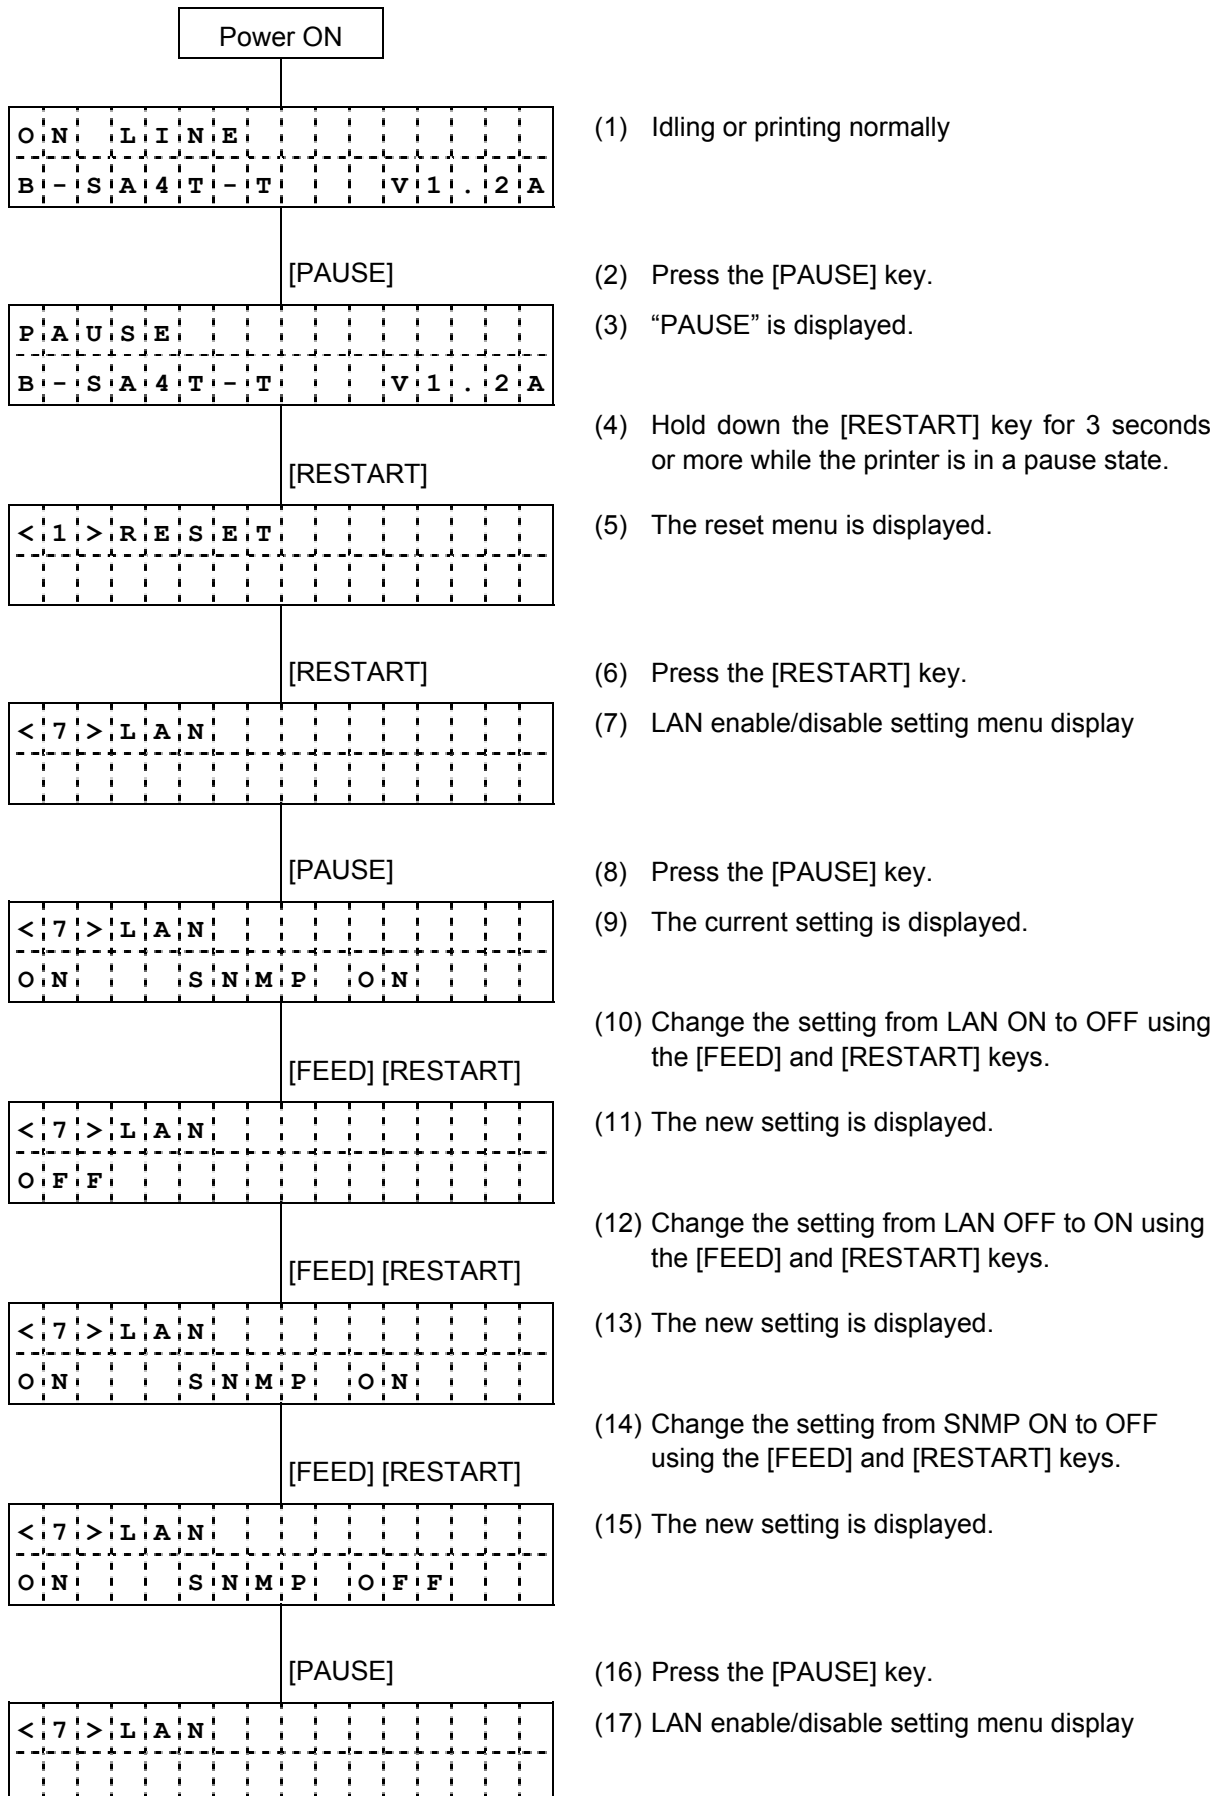 Power ON
ON LINE
B-SA4T-T   V1.2A
(1) Idling or printing normally
[PAUSE]
(2) Press the [PAUSE] key.
PAUSE
B-SA4T-T   V1.2A
(3) “PAUSE” is displayed.
(4) Hold down the [RESTART] key for 3 seconds
or more while the printer is in a pause state.
[RESTART]
<1>RESET
(5) The reset menu is displayed.
[RESTART]
(6) Press the [RESTART] key.
<7>LAN
(7) LAN enable/disable setting menu display
[PAUSE]
(8) Press the [PAUSE] key.
<7>LAN
ON   SNMP ON
(9) The current setting is displayed.
(10) Change the setting from LAN ON to OFF using
the [FEED] and [RESTART] keys.
[FEED] [RESTART]
<7>LAN
OFF
(11) The new setting is displayed.
(12) Change the setting from LAN OFF to ON using
the [FEED] and [RESTART] keys.
[FEED] [RESTART]
<7>LAN
ON   SNMP ON
(13) The new setting is displayed.
(14) Change the setting from SNMP ON to OFF
using the [FEED] and [RESTART] keys.
[FEED] [RESTART]
<7>LAN
ON   SNMP OFF
(15) The new setting is displayed.
[PAUSE]
(16) Press the [PAUSE] key.
<7>LAN
(17) LAN enable/disable setting menu display